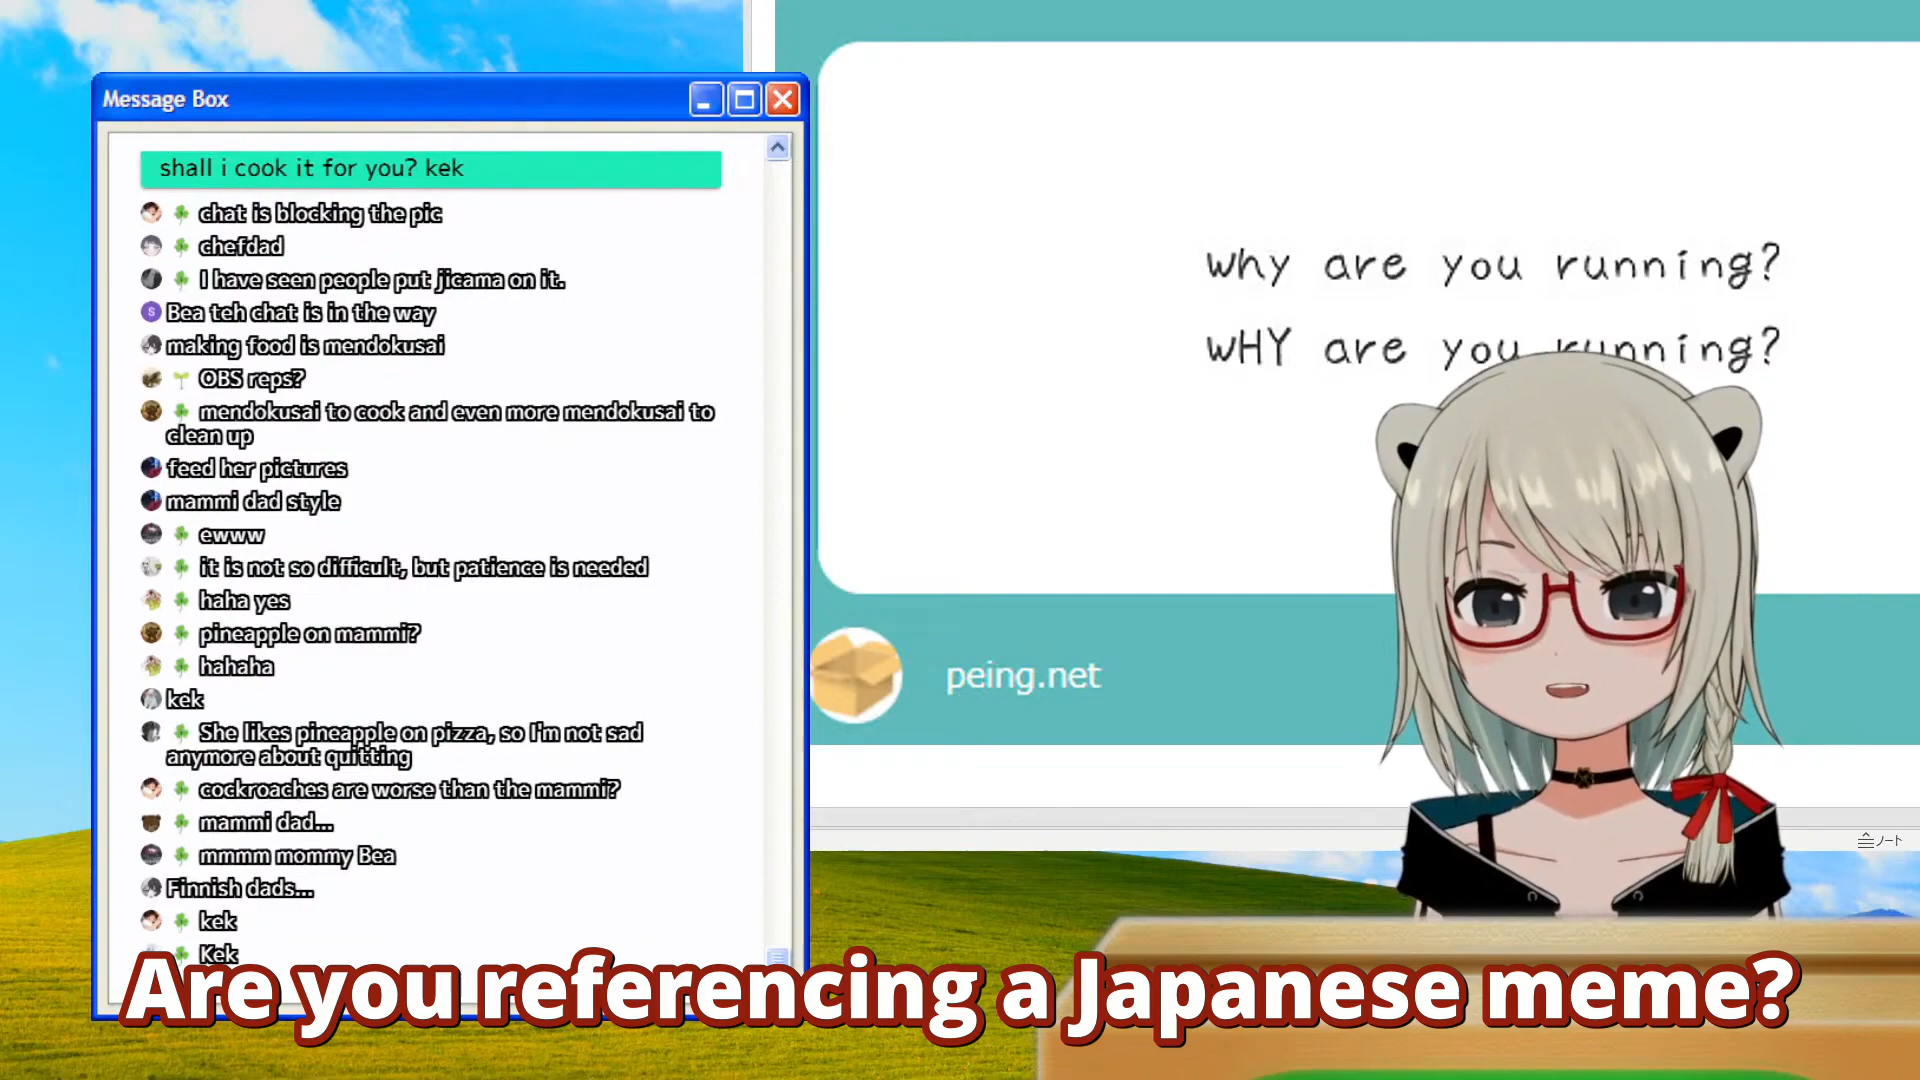 Message Box
shall i cook it for you? kek
chat is blocking the pic
chefdad
I have seen people put jicama on it.
S Bea teh chat is in the way
making food is mendokusai
OBS reps?
mendokusai to cook and even more mendokusai to
clean up
feed her pictures
mammi dad style
ewww
it is not so difficult, but patience is needed
haha yes
pineapple on mammi?
hahaha
kek
She likes pineapple on pizza, so I'm not sad
anymore about quitting
cockroaches are worse than the mammi?
mammi dad...
mmmm mommy Bea
Finnish dads...
kek
Kek
why are you running?
wHY are you running?
peing.net
ノート
Are you referencing a Japanese meme?